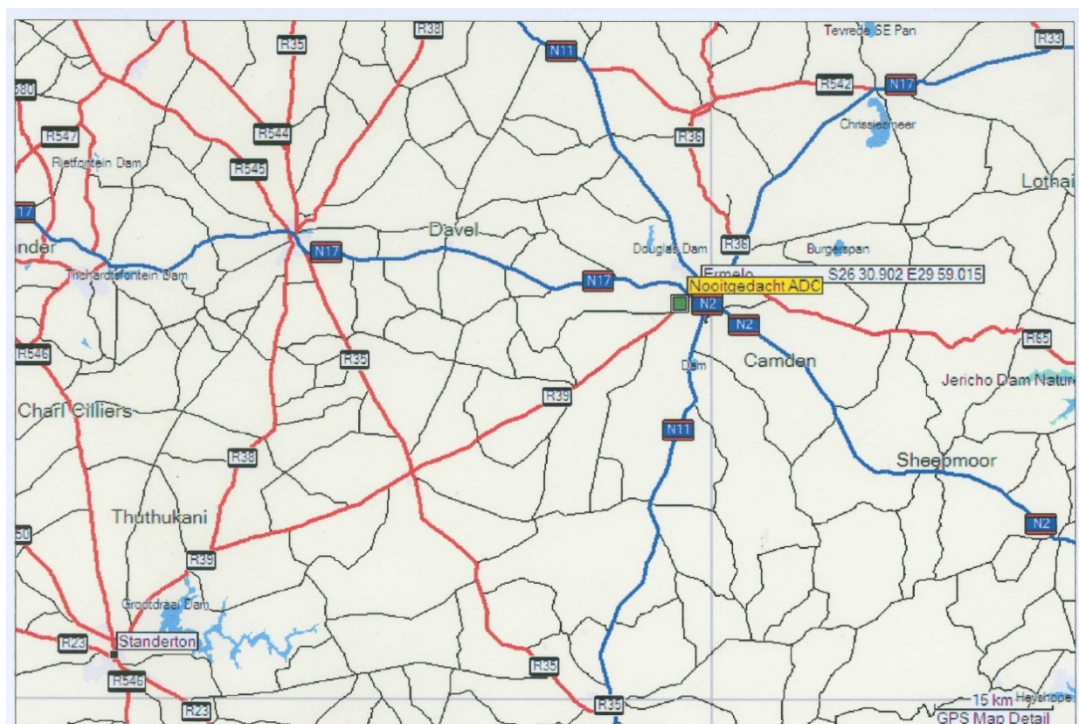 R35
R38
N11
Tevrede SE Pan
R33
R542
N17
R547
R544
R36
Chrissiesmeer
Rietfontein Dam
R545
Lothai
17
Davel
R36
ander
N17
Douglas Dam
Burgerspan
Trichardtsfontein Dam
N17
Ermelo
S26 30.902 E29 59.015
Nooitgedacht ADC
N2
N2
R546
R35
R65
Dam
Camden
Jericho Dam Nature
R39
Charl Cilliers
N11
R38
Sheepmoor
Thuthukani
N2
R39
Grootdraai Dam
R23
Standerton
R35
R546
R35
15 km
Heyshope
R23
GPS Map Detail